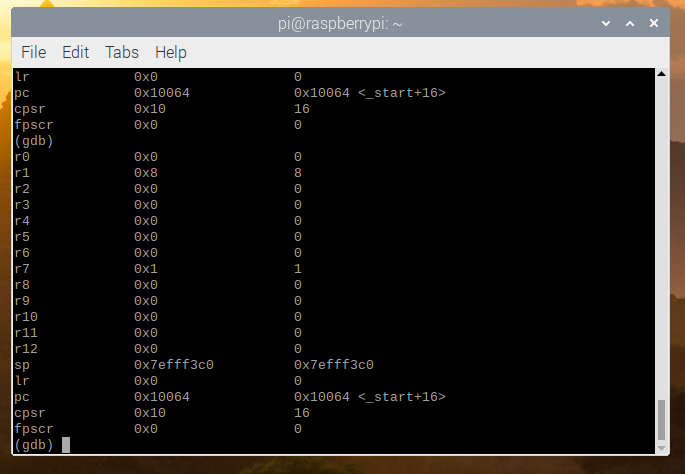 pi@raspberrypi: ~
File Edit Tabs Help
lr 0x0 0
pc 0x10064 0x10064 <_start+16>
cpsr 0x10 16
fpscr 0x0 0
(gdb)
r0 0x0 0
r1 0x8 8
r2 0x0 0
r3 0x0 0
r4 0x0 0
r5 0x0 0
r6 0x0 0
r7 0x1 1
r8 0x0 0
r9 0x0 0
r10 0x0 0
r11 0x0 0
r12 0x0 0
sp 0x7efff3c0 0x7efff3c0
lr 0x0 0
pc 0x10064 0x10064 <_start+16>
cpsr 0x10 16
fpscr 0x0 0
(gdb)